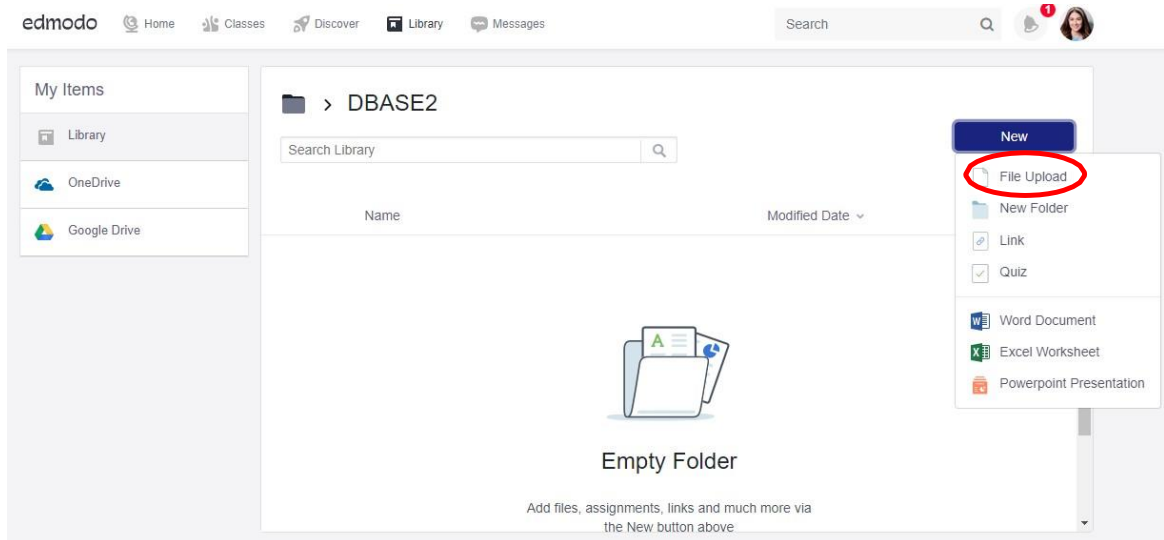 edmodo Home Classes Discover Library Messages Search 1
My Items
Library
OneDrive
Google Drive
> DBASE2
Search Library
New
File Upload
New Folder
Link
Quiz
Word Document
Excel Worksheet
Powerpoint Presentation
Name Modified Date
A
Empty Folder
Add files, assignments, links and much more via
the New button above